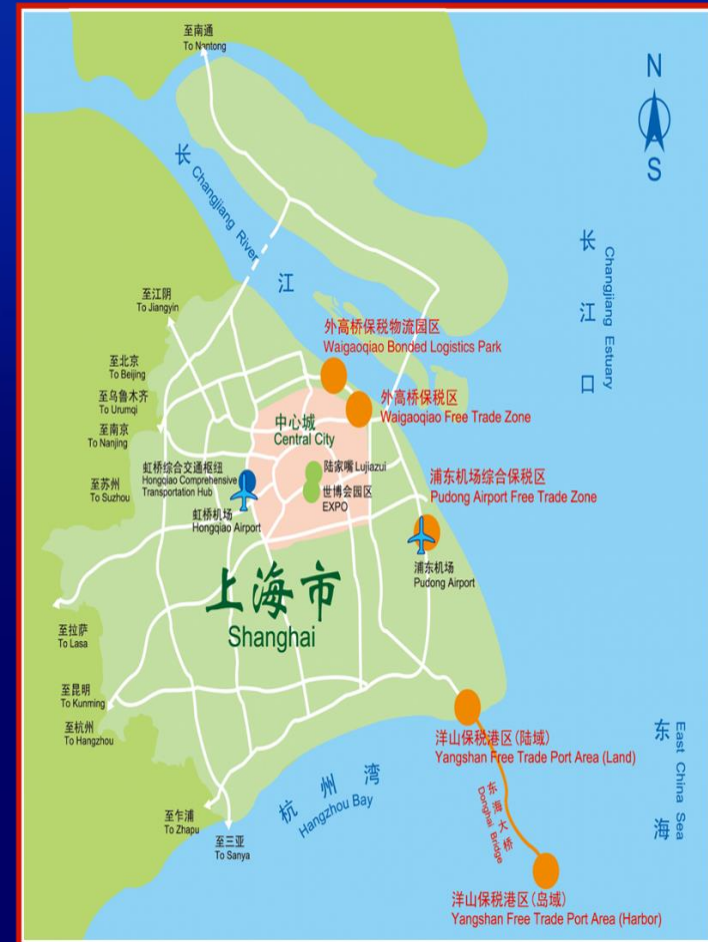 至南通
To Nantong
N
S
长
江
Changjiang River
长
江
口
Changjiang Estuary
至江阴
To Jiangyin
外高桥保税物流园区
Waigaoqiao Bonded Logistics Park
至北京
To Beijing
至乌鲁木齐
To Urumqi
至南京
To Nanjing
外高桥保税区
Waigaoqiao Free Trade Zone
中心城
Central City
至苏州
To Suzhou
虹桥综合交通枢纽
Hongqiao Comprehensive
Transportation Hub
陆家嘴 Lujiazui
世博会园区
EXPO
浦东机场综合保税区
Pudong Airport Free Trade Zone
虹桥机场
Hongqiao Airport
浦东机场
Pudong Airport
上海市
Shanghai
至拉萨
To Lasa
至昆明
To Kunming
至杭州
To Hangzhou
洋山保税港区(陆域)
Yangshan Free Trade Port Area (Land)
东
海
East China Sea
杭州湾
Hangzhou Bay
东海大桥
Donghai Bridge
至乍浦
To Zhapu
至三亚
To Sanya
洋山保税港区(岛域)
Yangshan Free Trade Port Area (Harbor)